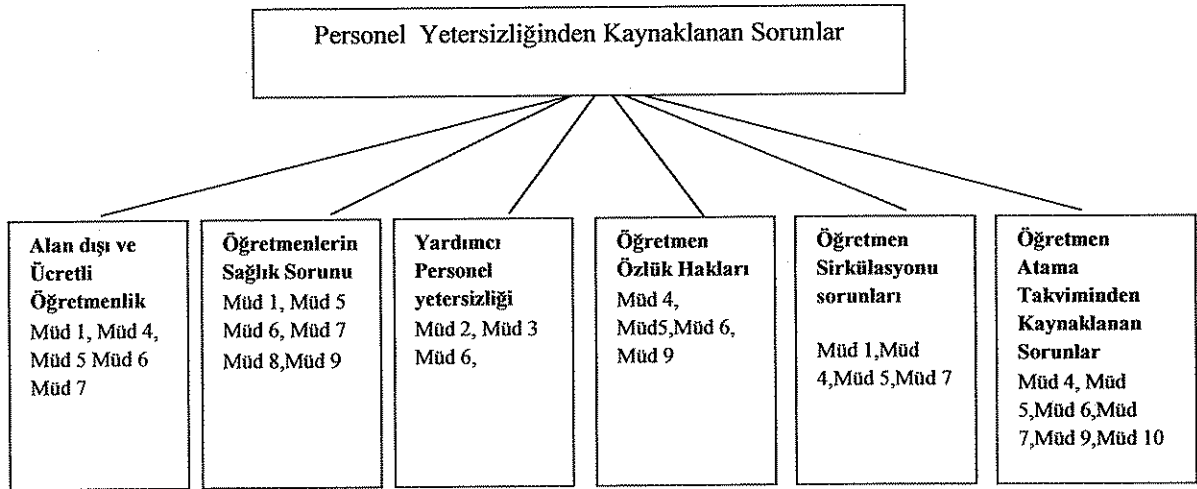 Personel Yetersizliğinden Kaynaklanan Sorunlar
Alan dışı ve
Ücretli
Öğretmenlik
Müd 1, Müd 4,
Müd 5 Müd 6
Müd 7
Öğretmenlerin
Sağlık Sorunu
Müd 1, Müd 5
Müd 6, Müd 7
Müd 8,Müd 9
Yardımcı
Personel
yetersizliği
Müd 2, Müd 3
Müd 6,
Öğretmen
Özlük Hakları
Müd 4,
Müd5,Müd 6,
Müd 9
Öğretmen
Sirkülasyonu
sorunları
Müd 1,Müd
4,Müd 5,Müd 7
Öğretmen
Atama
Takviminden
Kaynaklanan
Sorunlar
Müd 4, Müd
5,Müd 6,Müd
7,Müd 9,Müd 10